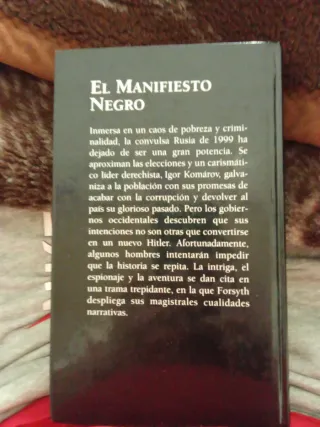 EL MANIFIESTO
NEGRO
Inmersa en un caos de pobreza y crimi-
nalidad, la convulsa Rusia de 1999 ha
dejado de ser una gran potencia. Se
aproximan las elecciones y un carismáti-
co líder derechista, Igor Komárov, galva-
niza a la población con sus promesas de
acabar con la corrupción y devolver al
país su glorioso pasado. Pero los gobier-
nos occidentales descubren que sus
intenciones no son otras que convertirse
en un nuevo Hitler. Afortunadamente,
algunos hombres intentarán impedir
que la historia se repita. La intriga, el
espionaje y la aventura se dan cita en
una trama trepidante, en la que Forsyth
despliega sus magistrales cualidades
narrativas.